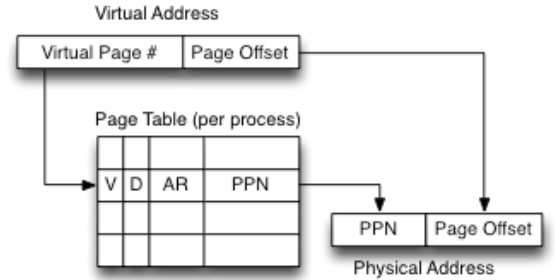 Virtual Address
Virtual Page # Page Offset
Page Table (per process)
V D AR PPN
PPN Page Offset
Physical Address